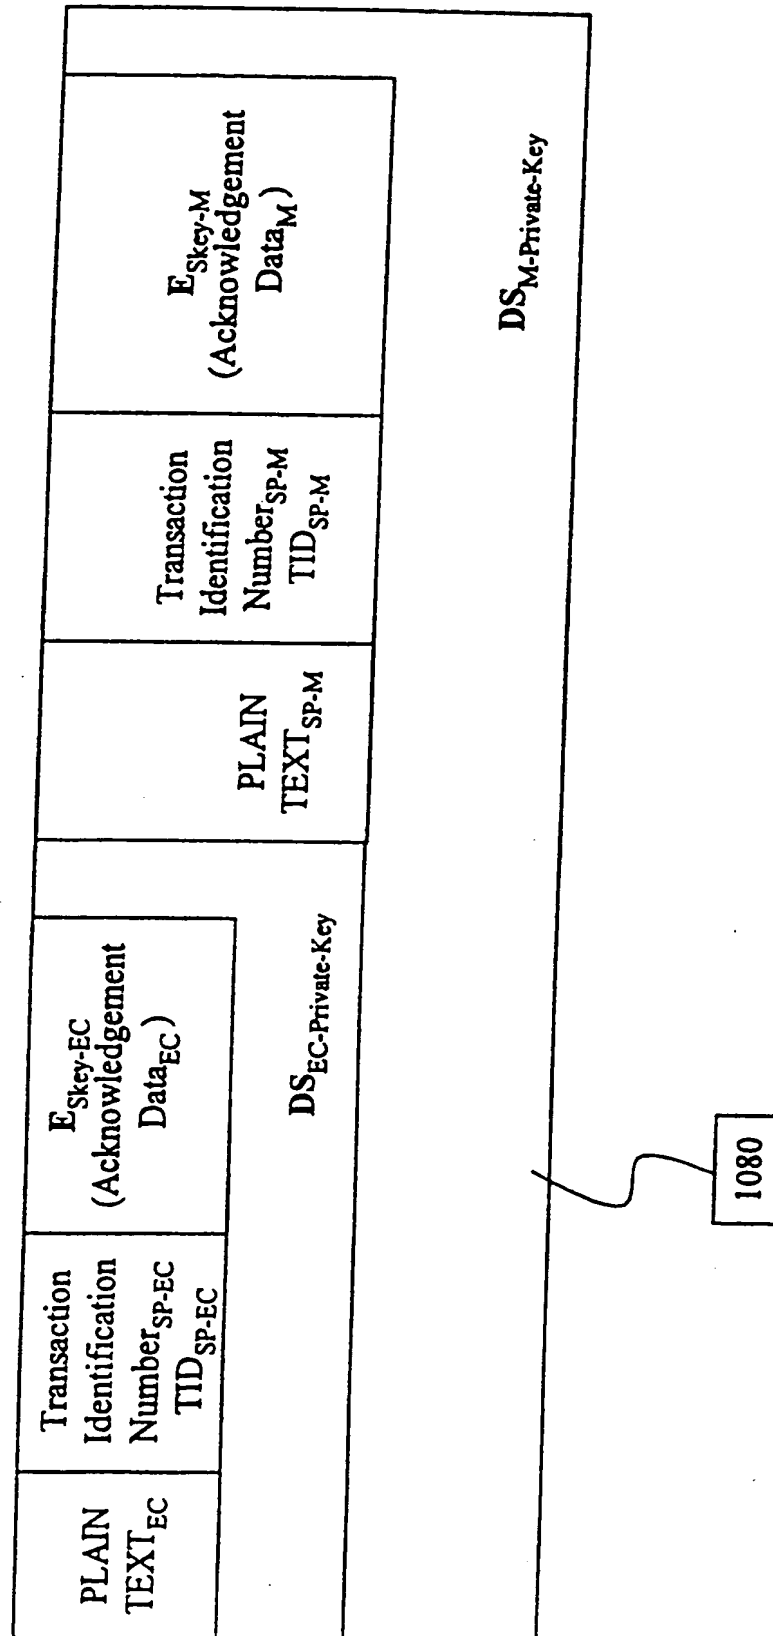 PLAIN
TEXT_EC
Transaction
Identification
Number_SP-EC
TID_SP-EC
E_Skey-EC
(Acknowledgement
Data_EC)
DS_EC-Private-Key
PLAIN
TEXT_SP-M
Transaction
Identification
Number_SP-M
TID_SP-M
E_Skey-M
(Acknowledgement
Data_M)
DS_M-Private-Key
1080